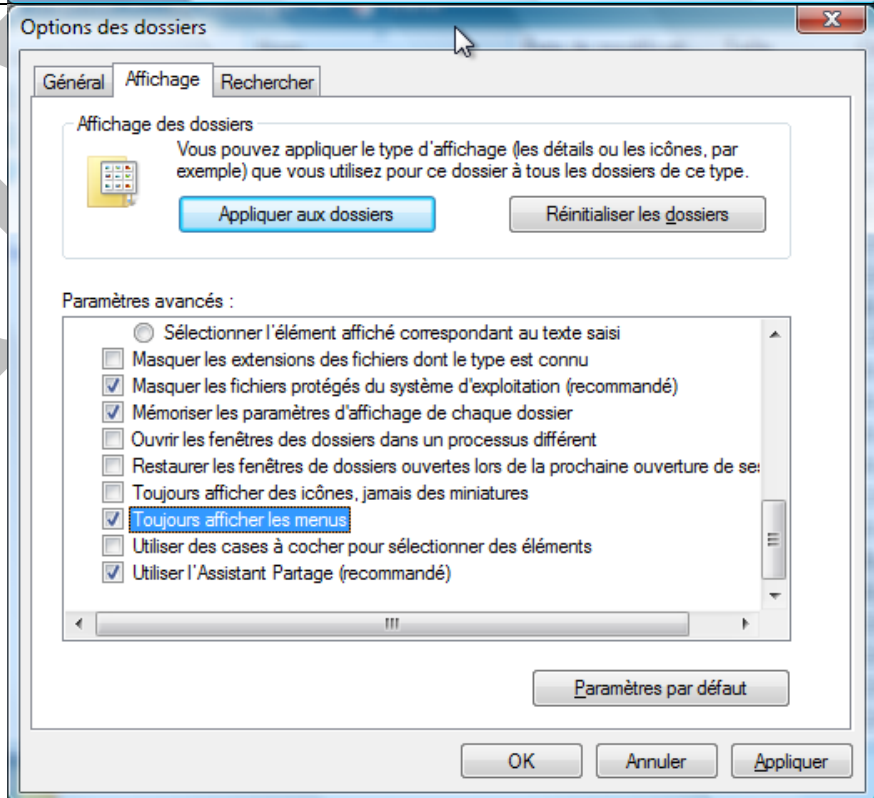 Options des dossiers
Général Affichage Rechercher
Affichage des dossiers
Vous pouvez appliquer le type d'affichage (les détails ou les icônes, par
exemple) que vous utilisez pour ce dossier à tous les dossiers de ce type.
Appliquer aux dossiers Réinitialiser les dossiers
Paramètres avancés :
Sélectionner l'élément affiché correspondant au texte saisi
Masquer les extensions des fichiers dont le type est connu
Masquer les fichiers protégés du système d'exploitation (recommandé)
Mémoriser les paramètres d'affichage de chaque dossier
Ouvrir les fenêtres des dossiers dans un processus différent
Restaurer les fenêtres de dossiers ouvertes lors de la prochaine ouverture de
Toujours afficher des icônes, jamais des miniatures
Toujours afficher les menus
Utiliser des cases à cocher pour sélectionner des éléments
Utiliser l'Assistant Partage (recommandé)
Paramètres par défaut
OK Annuler Appliquer